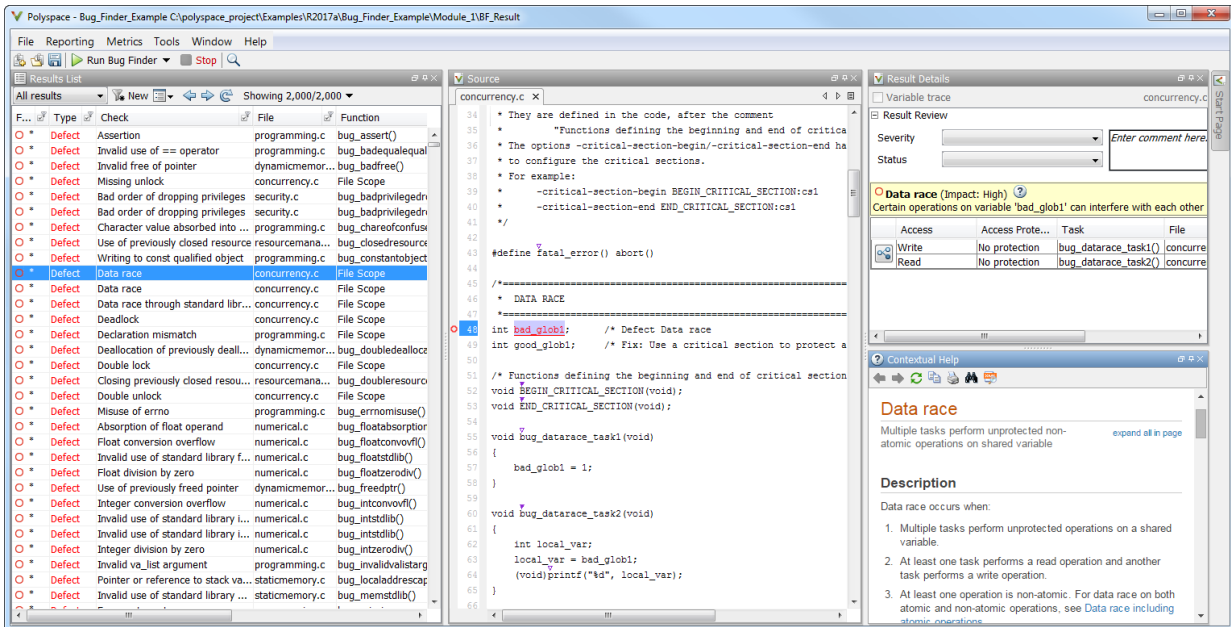 Polyspace - Bug_Finder_Example C:\polyspace_project\Examples\R2017a\Bug_Finder_Example\Module_1\BF_Result
File Reporting Metrics Tools Window Help
Run Bug Finder Stop
Results List
All results New Showing 2,000/2,000
F... Type Check File Function
Defect Assertion programming.c bug_assert()
Defect Invalid use of == operator programming.c bug_badequalequal
Defect Invalid free of pointer dynamicmemor... bug_badfree()
Defect Missing unlock concurrency.c File Scope
Defect Bad order of dropping privileges security.c bug_badprivilegedr
Defect Bad order of dropping privileges security.c bug_badprivilegedr
Defect Character value absorbed into ... programming.c bug_chareofconfuse
Defect Use of previously closed resource resourcemana... bug_closedresource
Defect Writing to const qualified object programming.c bug_constantobject
Defect Data race concurrency.c File Scope
Defect Data race concurrency.c File Scope
Defect Data race through standard libr... concurrency.c File Scope
Defect Deadlock concurrency.c File Scope
Defect Declaration mismatch programming.c File Scope
Defect Deallocation of previously deall... dynamicmemor... bug_doubledealloca
Defect Double lock concurrency.c File Scope
Defect Closing previously closed resou... resourcemana... bug_doubleresource
Defect Double unlock concurrency.c File Scope
Defect Misuse of errno programming.c bug_errnomisuse()
Defect Absorption of float operand numerical.c bug_floatabsorption
Defect Float conversion overflow numerical.c bug_floatconvovfl()
Defect Invalid use of standard library f... numerical.c bug_floatstdlib()
Defect Float division by zero numerical.c bug_floatzerodiv()
Defect Use of previously freed pointer dynamicmemor... bug_freedptr()
Defect Integer conversion overflow numerical.c bug_intconvovfl()
Defect Invalid use of standard library i... numerical.c bug_intstdlib()
Defect Invalid use of standard library i... numerical.c bug_intstdlib()
Defect Integer division by zero numerical.c bug_intzerodiv()
Defect Invalid va_list argument programming.c bug_invalidvalistarg
Defect Pointer or reference to stack va... staticmemory.c bug_localaddrescap
Defect Invalid use of standard library ... staticmemory.c bug_memstdlib()
Source
concurrency.c
34 * They are defined in the code, after the comment
35 * "Functions defining the beginning and end of critica
36 * The options -critical-section-begin/-critical-section-end ha
37 * to configure the critical sections.
38 * For example:
39 * -critical-section-begin BEGIN_CRITICAL_SECTION:cs1
40 * -critical-section-end END_CRITICAL_SECTION:cs1
41 */
42
43 #define fatal_error() abort()
44
45 /*=====================================================
46 * DATA RACE
47 *=====================================================
48 int bad_glob1; /* Defect Data race
49 int good_glob1; /* Fix: Use a critical section to protect a
50
51 /* Functions defining the beginning and end of critical section
52 void BEGIN_CRITICAL_SECTION(void);
53 void END_CRITICAL_SECTION(void);
54
55 void bug_datarace_task1(void)
56 {
57 bad_glob1 = 1;
58 }
59
60 void bug_datarace_task2(void)
61 {
62 int local_var;
63 local_var = bad_glob1;
64 (void)printf("%d", local_var);
65 }
66
Result Details
Variable trace concurrency.c
Result Review
Severity
Enter comment here.
Status
Data race (Impact: High)
Certain operations on variable 'bad_glob1' can interfere with each other
Access Access Prote... Task File
Write No protection bug_datarace_task1() concurre
Read No protection bug_datarace_task2() concurre
Start Page
Contextual Help
Data race
Multiple tasks perform unprotected non-
atomic operations on shared variable
expand all in page
Description
Data race occurs when:
1. Multiple tasks perform unprotected operations on a shared
variable.
2. At least one task performs a read operation and another
task performs a write operation.
3. At least one operation is non-atomic. For data race on both
atomic and non-atomic operations, see Data race including
atomic operations